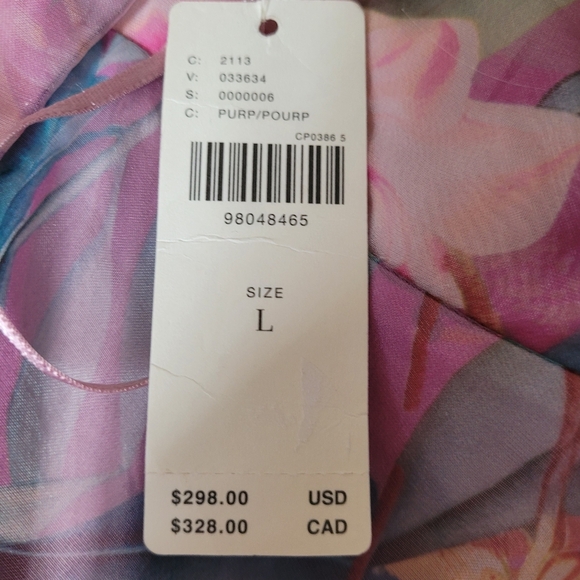 C: 2113
V: 033634
S: 0000006
C: PURP/POURP
CP0386 5
98048465
SIZE
L
$298.00 USD
$328.00 CAD